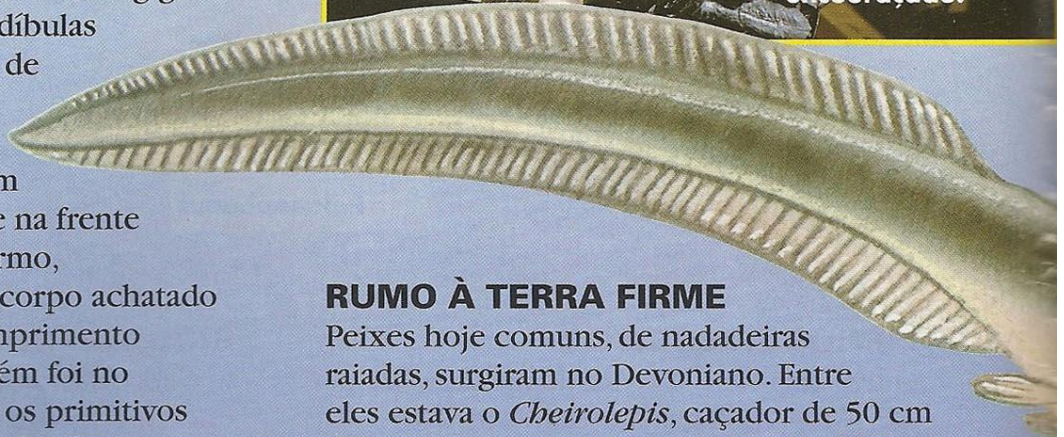 díbulas
de
m
e na frente
rmo,
corpo achatado
nprimento
ém foi no
os primitivos
RUMO À TERRA FIRME
Peixes hoje comuns, de nadadeiras
raiadas, surgiram no Devoniano. Entre
eles estava o Cheirolepis, caçador de 50 cm